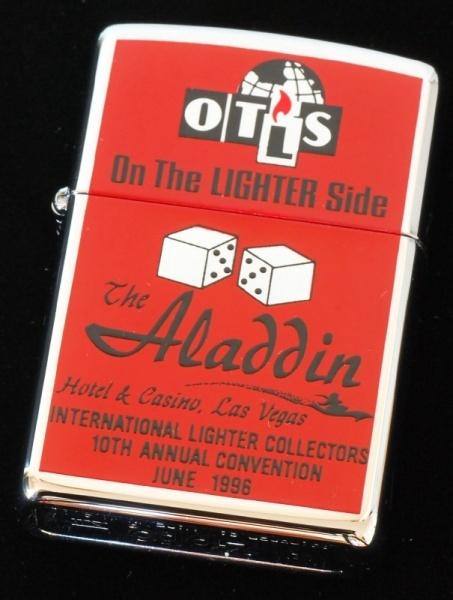 OTLS
On The LIGHTER Side
The
Aladdin
Hotel & Casino, Las Vegas
INTERNATIONAL LIGHTER COLLECTORS
10TH ANNUAL CONVENTION
JUNE 1996